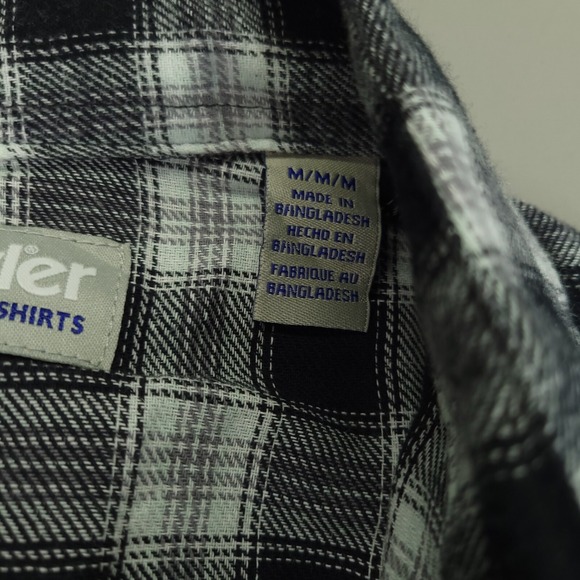 ler®
SHIRTS
M/M/M
MADE IN
BANGLADESH
HECHO EN
BANGLADESH
FABRIQUE AU
BANGLADESH